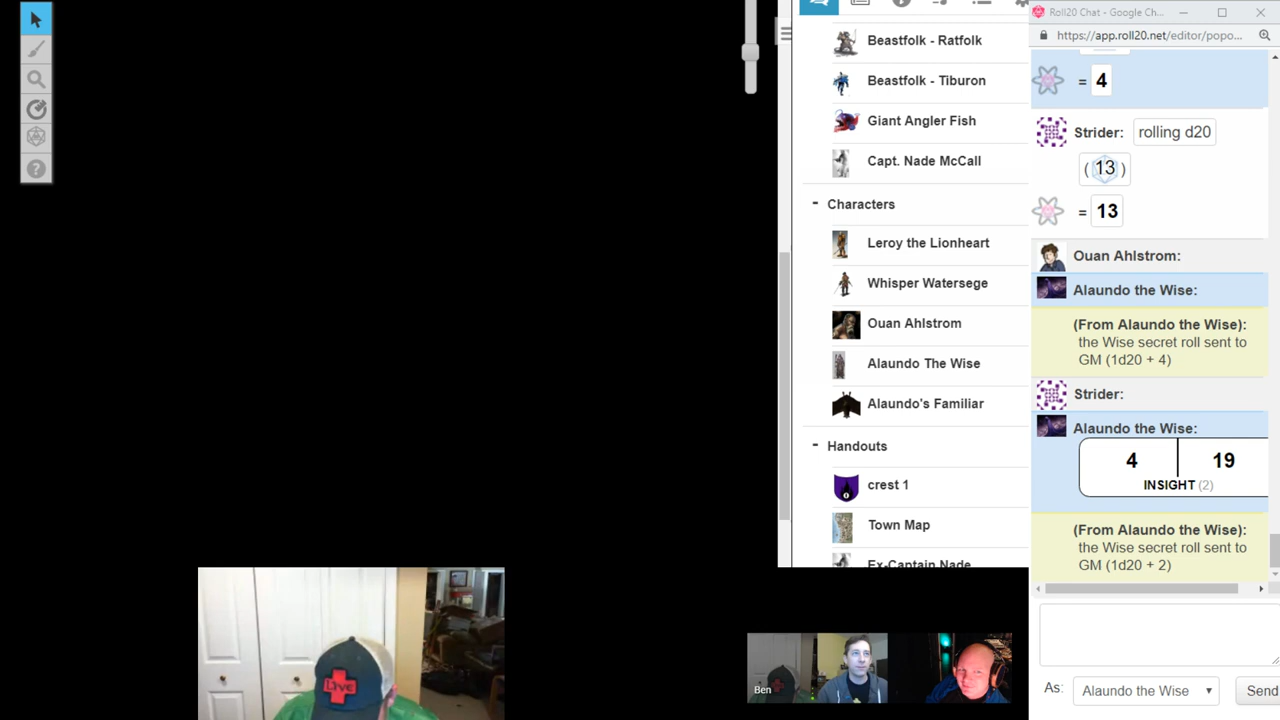 Beastfolk - Ratfolk
Beastfolk - Tiburon
Giant Angler Fish
Capt. Nade McCall
- Characters
Leroy the Lionheart
Whisper Watersege
Ouan Ahlstrom
Alaundo The Wise
Alaundo's Familiar
- Handouts
crest 1
Town Map
Ex-Captain Nade
Roll20 Chat - Google Ch...
https://app.roll20.net/editor/popo...
= 4
Strider: rolling d20
(13)
= 13
Ouan Ahlstrom:
Alaundo the Wise:
(From Alaundo the Wise):
the Wise secret roll sent to
GM (1d20 + 4)
Strider:
Alaundo the Wise:
4 19
INSIGHT (2)
(From Alaundo the Wise):
the Wise secret roll sent to
GM (1d20 + 2)
As: Alaundo the Wise Send
Live
Ben